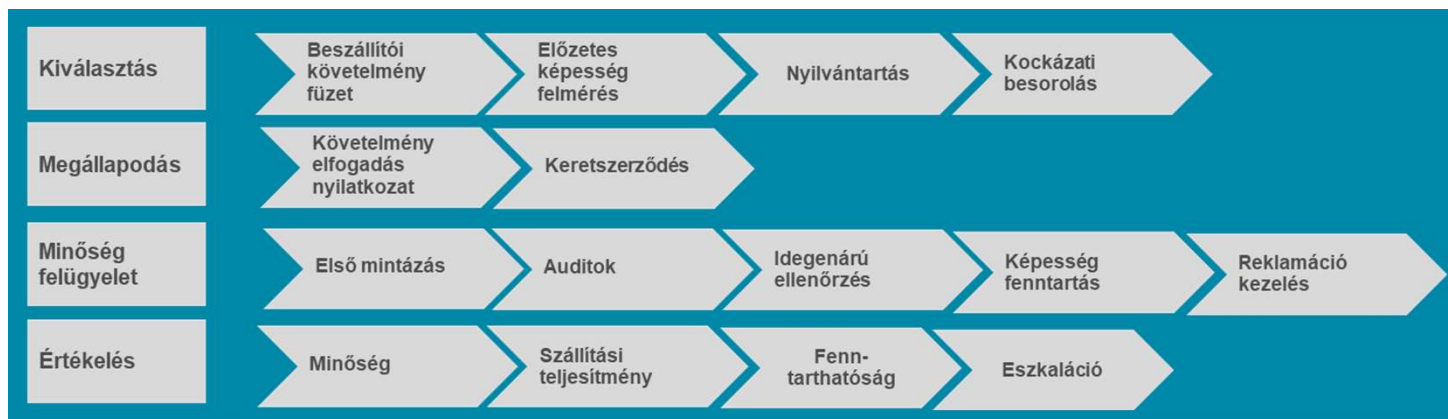 Kiválasztás
Beszállítói
követelmény
füzet
Előzetes
képesség
felmérés
Nyilvántartás
Kockázati
besorolás
Megállapodás
Követelmény
elfogadás
nyilatkozat
Keretszerződés
Minőség
felügyelet
Első mintázás
Auditok
Idegenárú
ellenőrzés
Képesség
fenntartás
Reklamáció
kezelés
Értékelés
Minőség
Szállítási
teljesítmény
Fenn-
tarthatóság
Eszkaláció